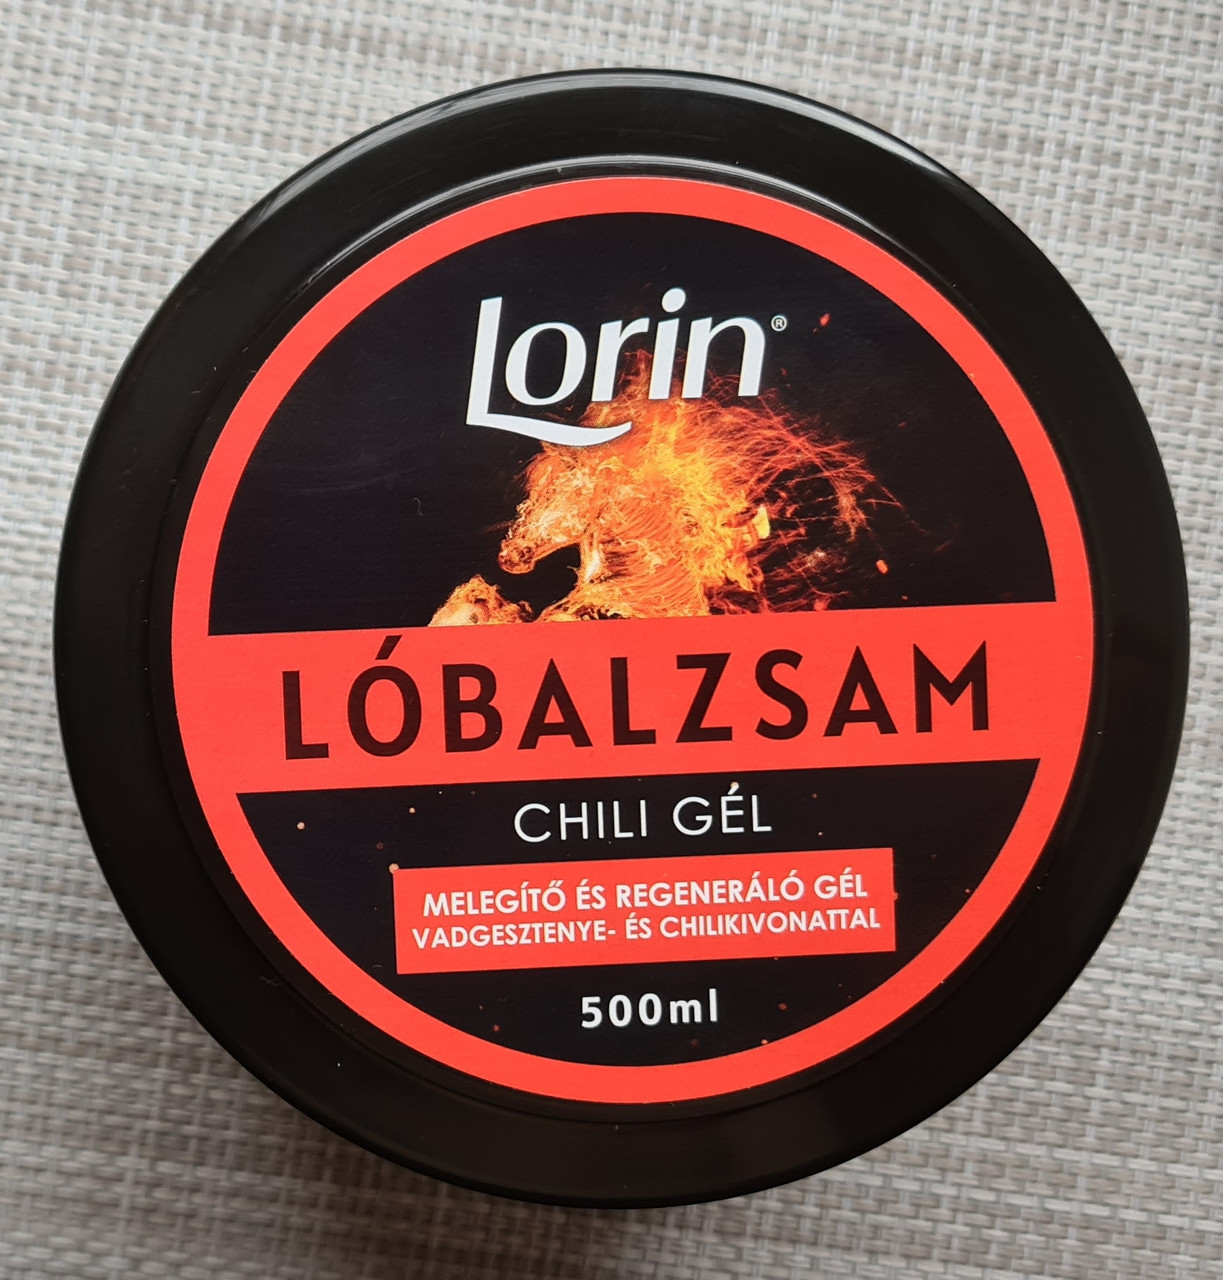 Lorin®
LÓBALZSAM
CHILI GÉL
MELEGÍTŐ ÉS REGENERÁLÓ GÉL
VADGESZTENYE- ÉS CHILIKIVONATTAL
500ml